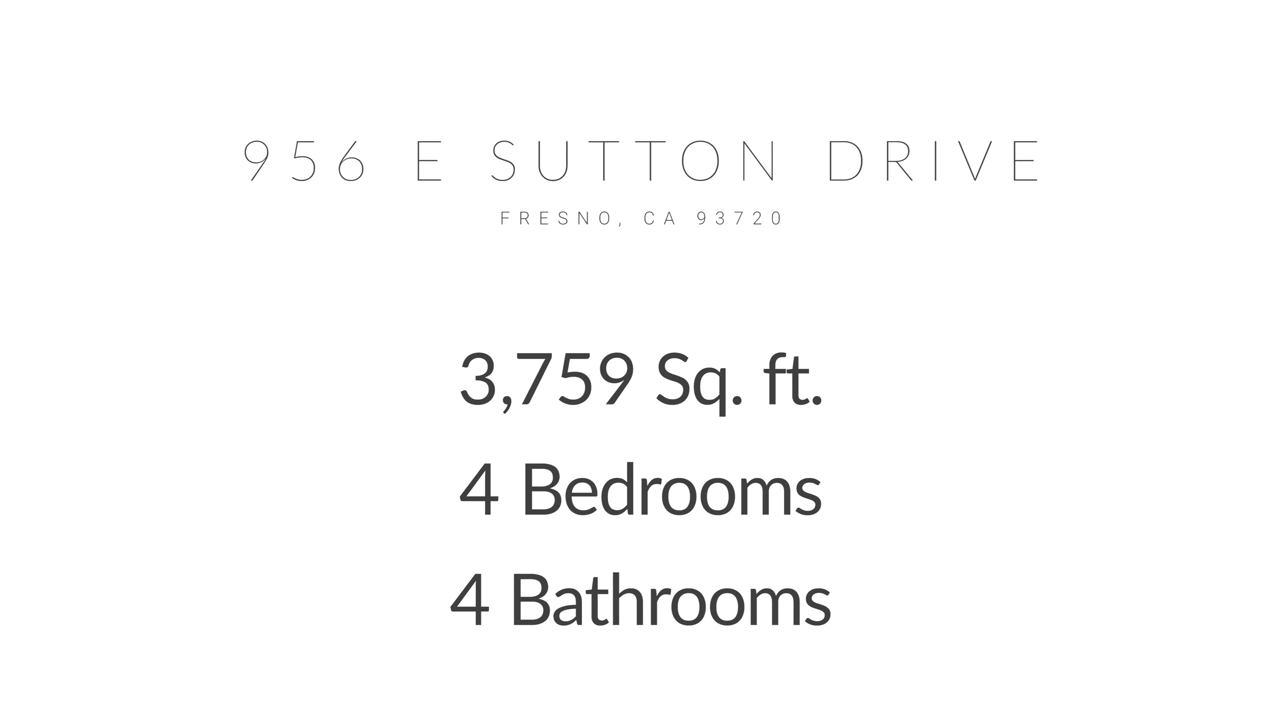 956 E SUTTON DRIVE
FRESNO, CA 93720
3,759 Sq. ft.
4 Bedrooms
4 Bathrooms